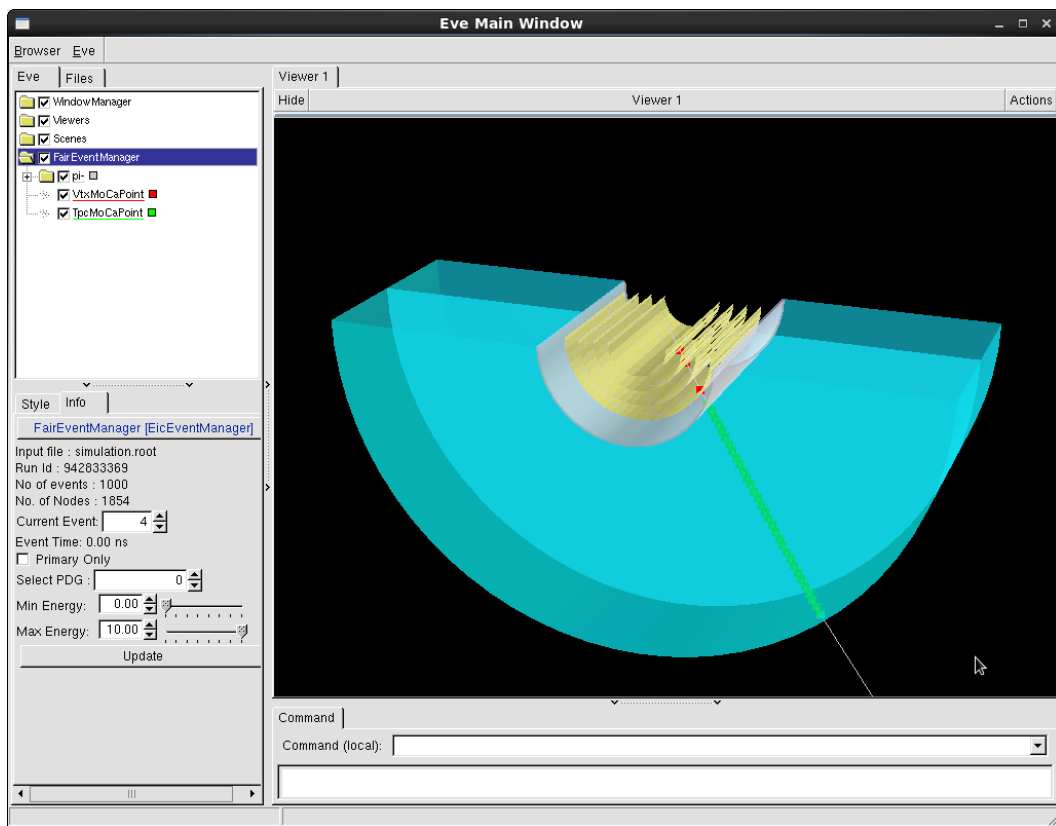 Eve Main Window
Browser Eve
Eve Files
Viewer 1
Hide Viewer 1 Actions
WindowManager
Viewers
Scenes
FairEventManager
pi-
VtxMoCaPoint
TpcMoCaPoint
Style Info
FairEventManager [EicEventManager]
Input file : simulation.root
Run Id : 942833369
No of events : 1000
No. of Nodes : 1854
Current Event: 4
Event Time: 0.00 ns
Primary Only
Select PDG : 0
Min Energy: 0.00
Max Energy: 10.00
Update
Command
Command (local):